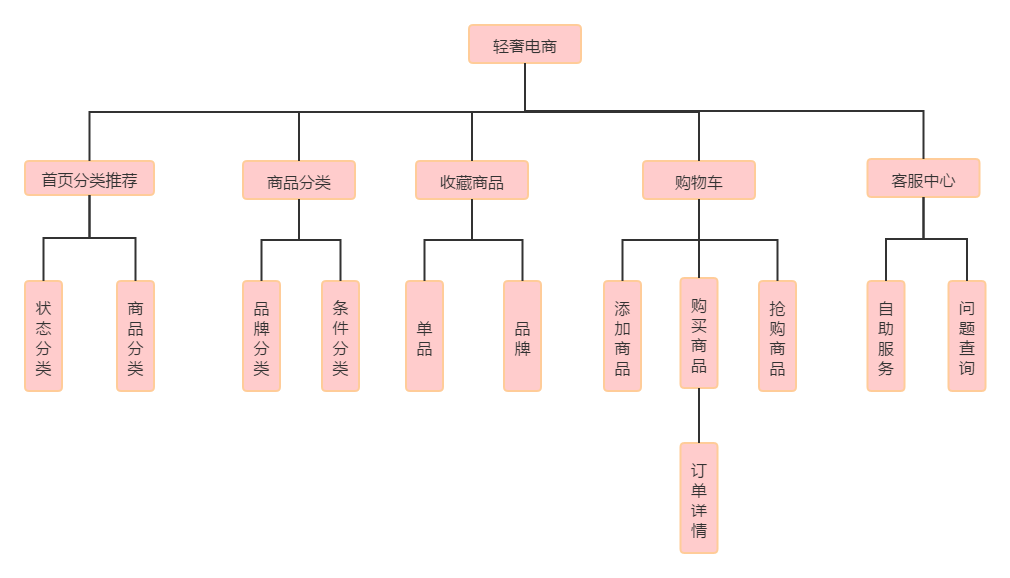 轻奢电商
首页分类推荐
商品分类
收藏商品
购物车
客服中心
状态分类
商品分类
品牌分类
条件分类
单品
品牌
添加商品
购买商品
抢购商品
自助服务
问题查询
订单详情